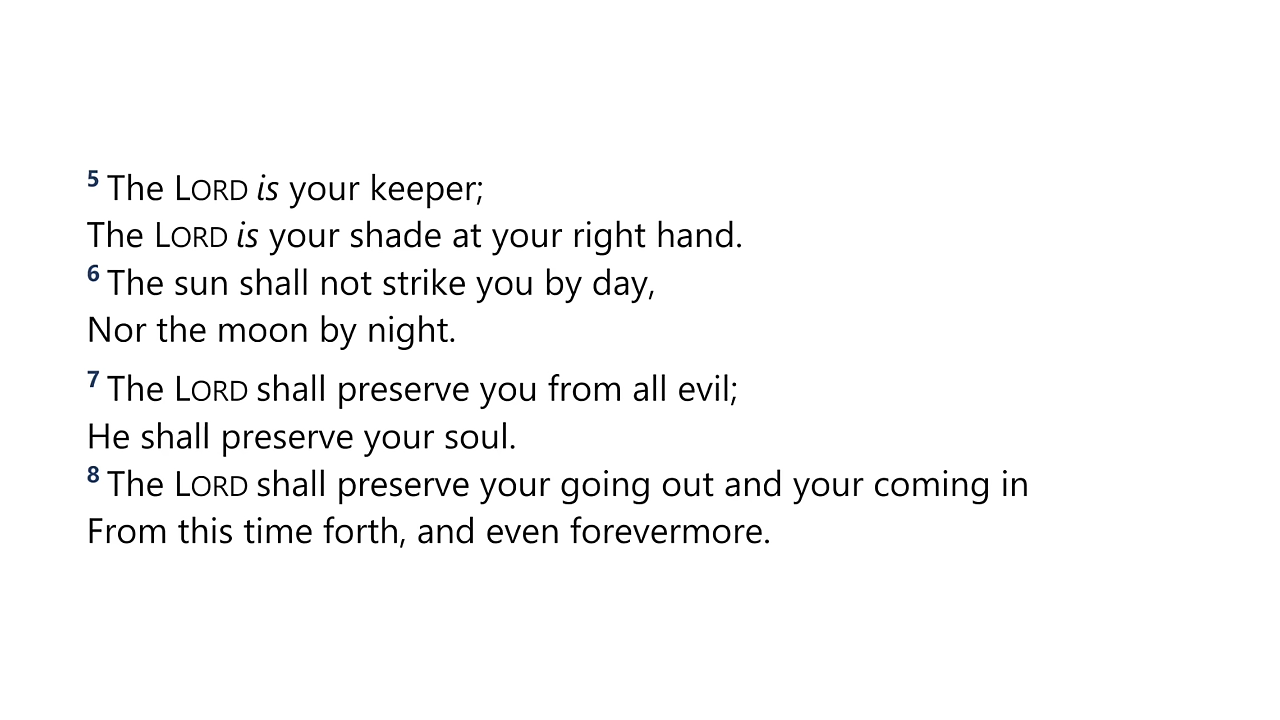 5 The LORD is your keeper;
The LORD is your shade at your right hand.
6 The sun shall not strike you by day,
Nor the moon by night.
7 The LORD shall preserve you from all evil;
He shall preserve your soul.
8 The LORD shall preserve your going out and your coming in
From this time forth, and even forevermore.